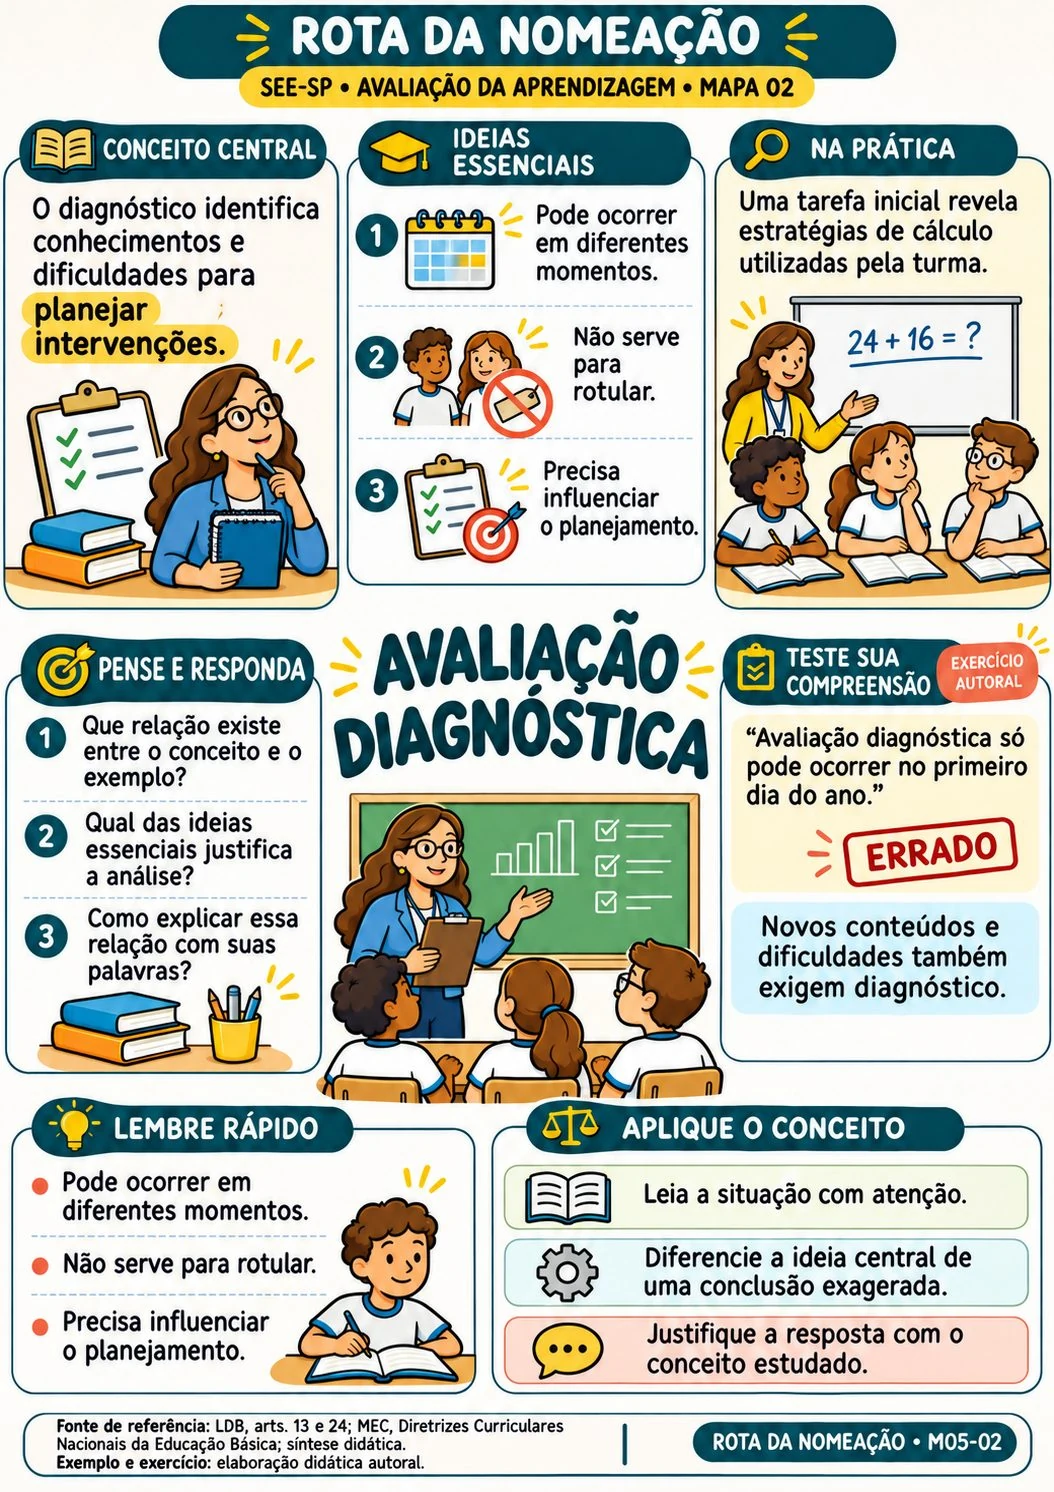 ROTA DA NOMEAÇÃO
SEE-SP • AVALIAÇÃO DA APRENDIZAGEM • MAPA 02
CONCEITO CENTRAL
O diagnóstico identifica
conhecimentos e
dificuldades para
planejar
intervenções.
IDEIAS
ESSENCIAIS
1
Pode ocorrer
em diferentes
momentos.
2
Não serve
para
rotular.
3
Precisa
influenciar
o planejamento.
NA PRÁTICA
Uma tarefa inicial revela
estratégias de cálculo
utilizadas pela turma.
24 + 16 = ?
PENSE E RESPONDA
1
Que relação existe
entre o conceito e o
exemplo?
2
Qual das ideias
essenciais justifica
a análise?
3
Como explicar essa
relação com suas
palavras?
AVALIAÇÃO
DIAGNÓSTICA
TESTE SUA
COMPREENSÃO
EXERCÍCIO
AUTORAL
“Avaliação diagnóstica só
pode ocorrer no primeiro
dia do ano.”
ERRADO
Novos conteúdos e
dificuldades também
exigem diagnóstico.
LEMBRE RÁPIDO
Pode ocorrer em
diferentes momentos.
Não serve para rotular.
Precisa influenciar
o planejamento.
APLIQUE O CONCEITO
Leia a situação com atenção.
Diferencie a ideia central de
uma conclusão exagerada.
Justifique a resposta com o
conceito estudado.
Fonte de referência: LDB, arts. 13 e 24; MEC, Diretrizes Curriculares
Nacionais da Educação Básica; síntese didática.
Exemplo e exercício: elaboração didática autoral.
ROTA DA NOMEAÇÃO • M05-02